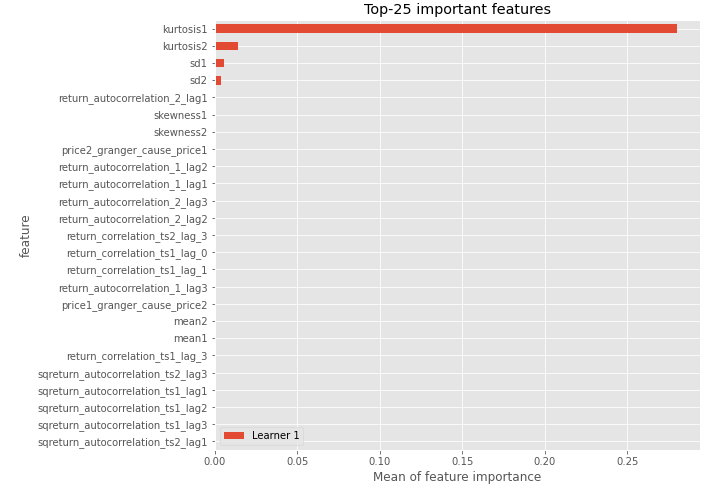 Top-25 important features
kurtosis1
kurtosis2
sd1
sd2
return_autocorrelation_2_lag1
skewness1
skewness2
price2_granger_cause_price1
return_autocorrelation_1_lag2
return_autocorrelation_1_lag1
return_autocorrelation_2_lag3
return_autocorrelation_2_lag2
return_correlation_ts2_lag_3
return_correlation_ts1_lag_0
return_correlation_ts1_lag_1
return_autocorrelation_1_lag3
price1_granger_cause_price2
mean2
mean1
return_correlation_ts1_lag_3
sqreturn_autocorrelation_ts2_lag3
sqreturn_autocorrelation_ts1_lag1
sqreturn_autocorrelation_ts1_lag2
sqreturn_autocorrelation_ts1_lag3
sqreturn_autocorrelation_ts2_lag1
feature
Learner 1
0.00 0.05 0.10 0.15 0.20 0.25
Mean of feature importance